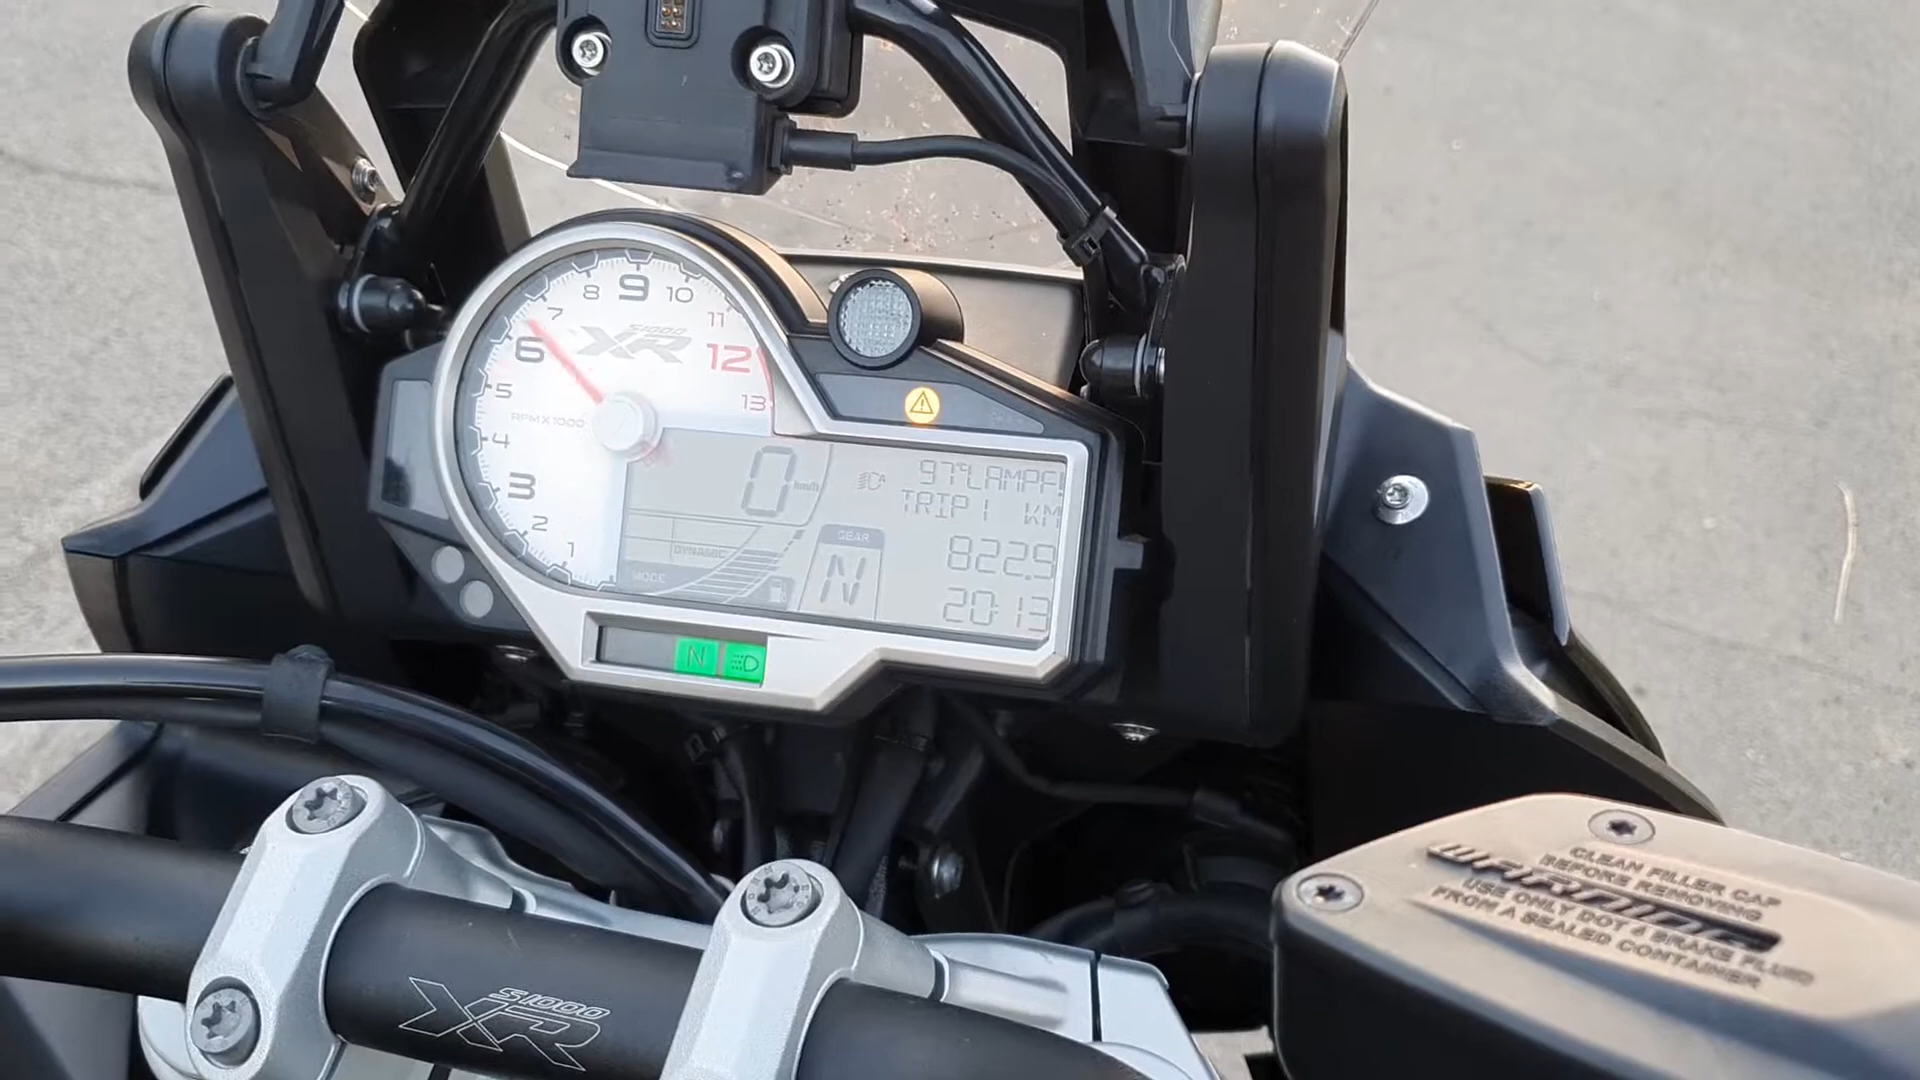 8 9 10
7 11
6 S1000 XR 12
5 13
RPM X 1000
4
3
2
1
0 km/h
97° LAMPF!
TRIP 1 KM
822.9
20:13
GEAR
N
DYNAMIC
MODE
N
S1000
XR
CLEAN FILLER CAP
BEFORE REMOVING
USE ONLY DOT 4 BRAKE FLUID
FROM A SEALED CONTAINER